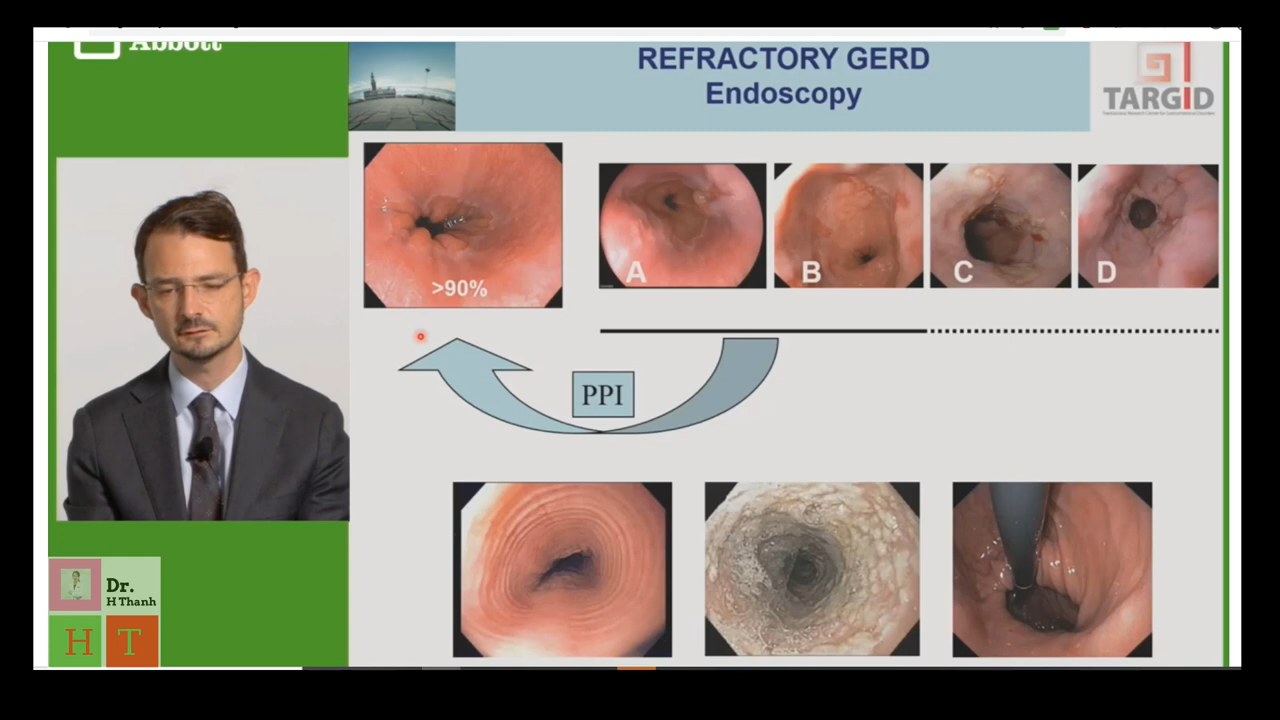 Abbott
REFRACTORY GERD
Endoscopy
TARGID
>90%
A
B
C
D
PPI
Dr.
H Thanh
H T